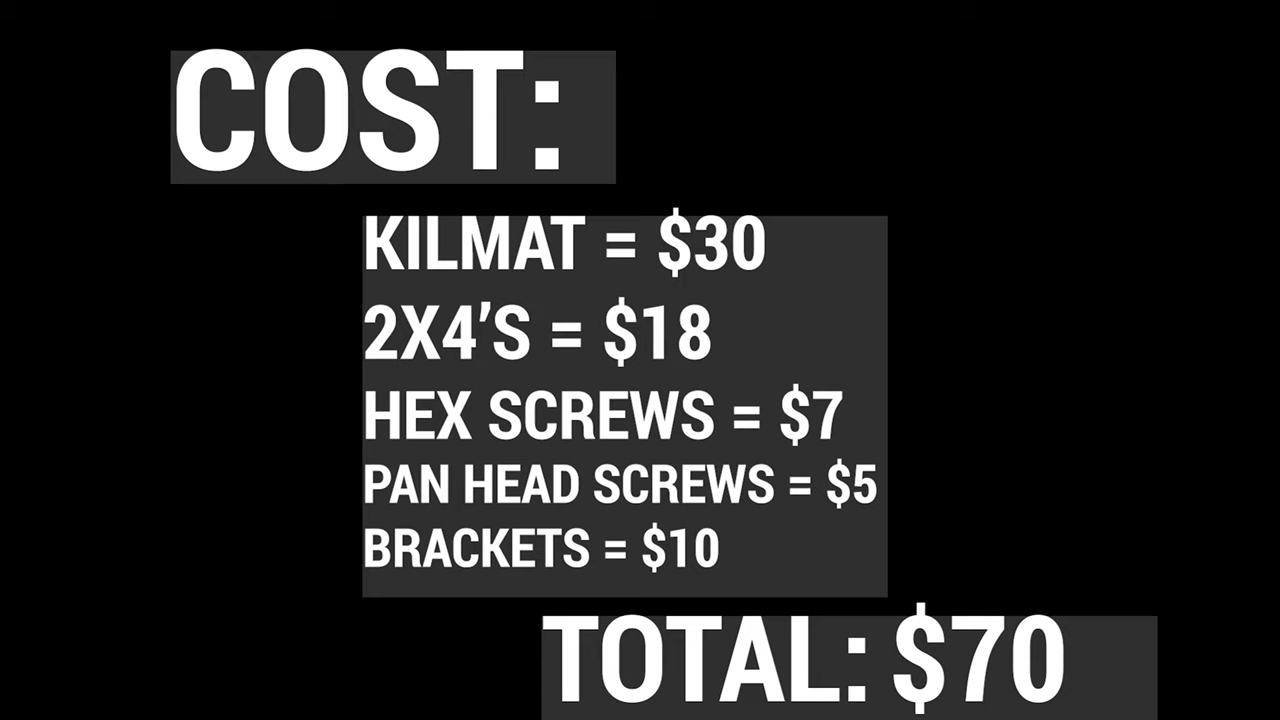 COST:
KILMAT = $30
2X4’S = $18
HEX SCREWS = $7
PAN HEAD SCREWS = $5
BRACKETS = $10
TOTAL: $70